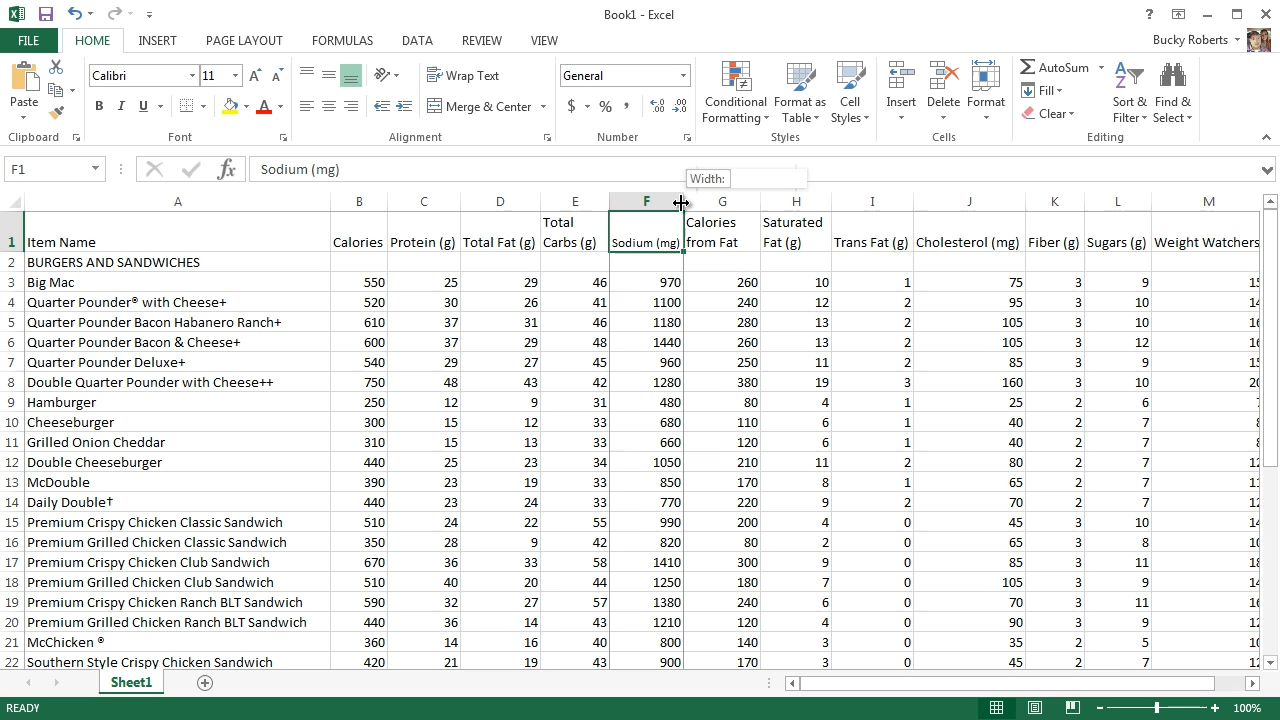 Book1 - Excel
?
FILE HOME INSERT PAGE LAYOUT FORMULAS DATA REVIEW VIEW
Bucky Roberts
Paste
Calibri 11
B I U
Wrap Text
Merge & Center
General
$ % ,
Conditional Formatting
Format as Table
Cell Styles
Insert
Delete
Format
AutoSum
Fill
Clear
Sort & Filter
Find & Select
Clipboard Font Alignment Number Styles Cells Editing
F1 fx Sodium (mg)
Width:
A B C D E F G H I J K L M
1 Item Name Calories Protein (g) Total Fat (g) Total Carbs (g) Sodium (mg) Calories from Fat Saturated Fat (g) Trans Fat (g) Cholesterol (mg) Fiber (g) Sugars (g) Weight Watchers
2 BURGERS AND SANDWICHES
3 Big Mac 550 25 29 46 970 260 10 1 75 3 9
4 Quarter Pounder® with Cheese+ 520 30 26 41 1100 240 12 2 95 3 10
5 Quarter Pounder Bacon Habanero Ranch+ 610 37 31 46 1180 280 13 2 105 3 10
6 Quarter Pounder Bacon & Cheese+ 600 37 29 48 1440 260 13 2 105 3 12
7 Quarter Pounder Deluxe+ 540 29 27 45 960 250 11 2 85 3 9
8 Double Quarter Pounder with Cheese++ 750 48 43 42 1280 380 19 3 160 3 10
9 Hamburger 250 12 9 31 480 80 4 1 25 2 6
10 Cheeseburger 300 15 12 33 680 110 6 1 40 2 7
11 Grilled Onion Cheddar 310 15 13 33 660 120 6 1 40 2 7
12 Double Cheeseburger 440 25 23 34 1050 210 11 2 80 2 7
13 McDouble 390 23 19 33 850 170 8 1 65 2 7
14 Daily Double† 440 23 24 33 770 220 9 2 70 2 7
15 Premium Crispy Chicken Classic Sandwich 510 24 22 55 990 200 4 0 45 3 10
16 Premium Grilled Chicken Classic Sandwich 350 28 9 42 820 80 2 0 65 3 8
17 Premium Crispy Chicken Club Sandwich 670 36 33 58 1410 300 9 0 85 3 11
18 Premium Grilled Chicken Club Sandwich 510 40 20 44 1250 180 7 0 105 3 9
19 Premium Crispy Chicken Ranch BLT Sandwich 590 32 27 57 1380 240 6 0 70 3 11
20 Premium Grilled Chicken Ranch BLT Sandwich 440 36 14 43 1210 120 4 0 90 3 9
21 McChicken ® 360 14 16 40 800 140 3 0 35 2 5
22 Southern Style Crispy Chicken Sandwich 420 21 19 43 900 170 3 0 45 2 7
Sheet1
READY
100%